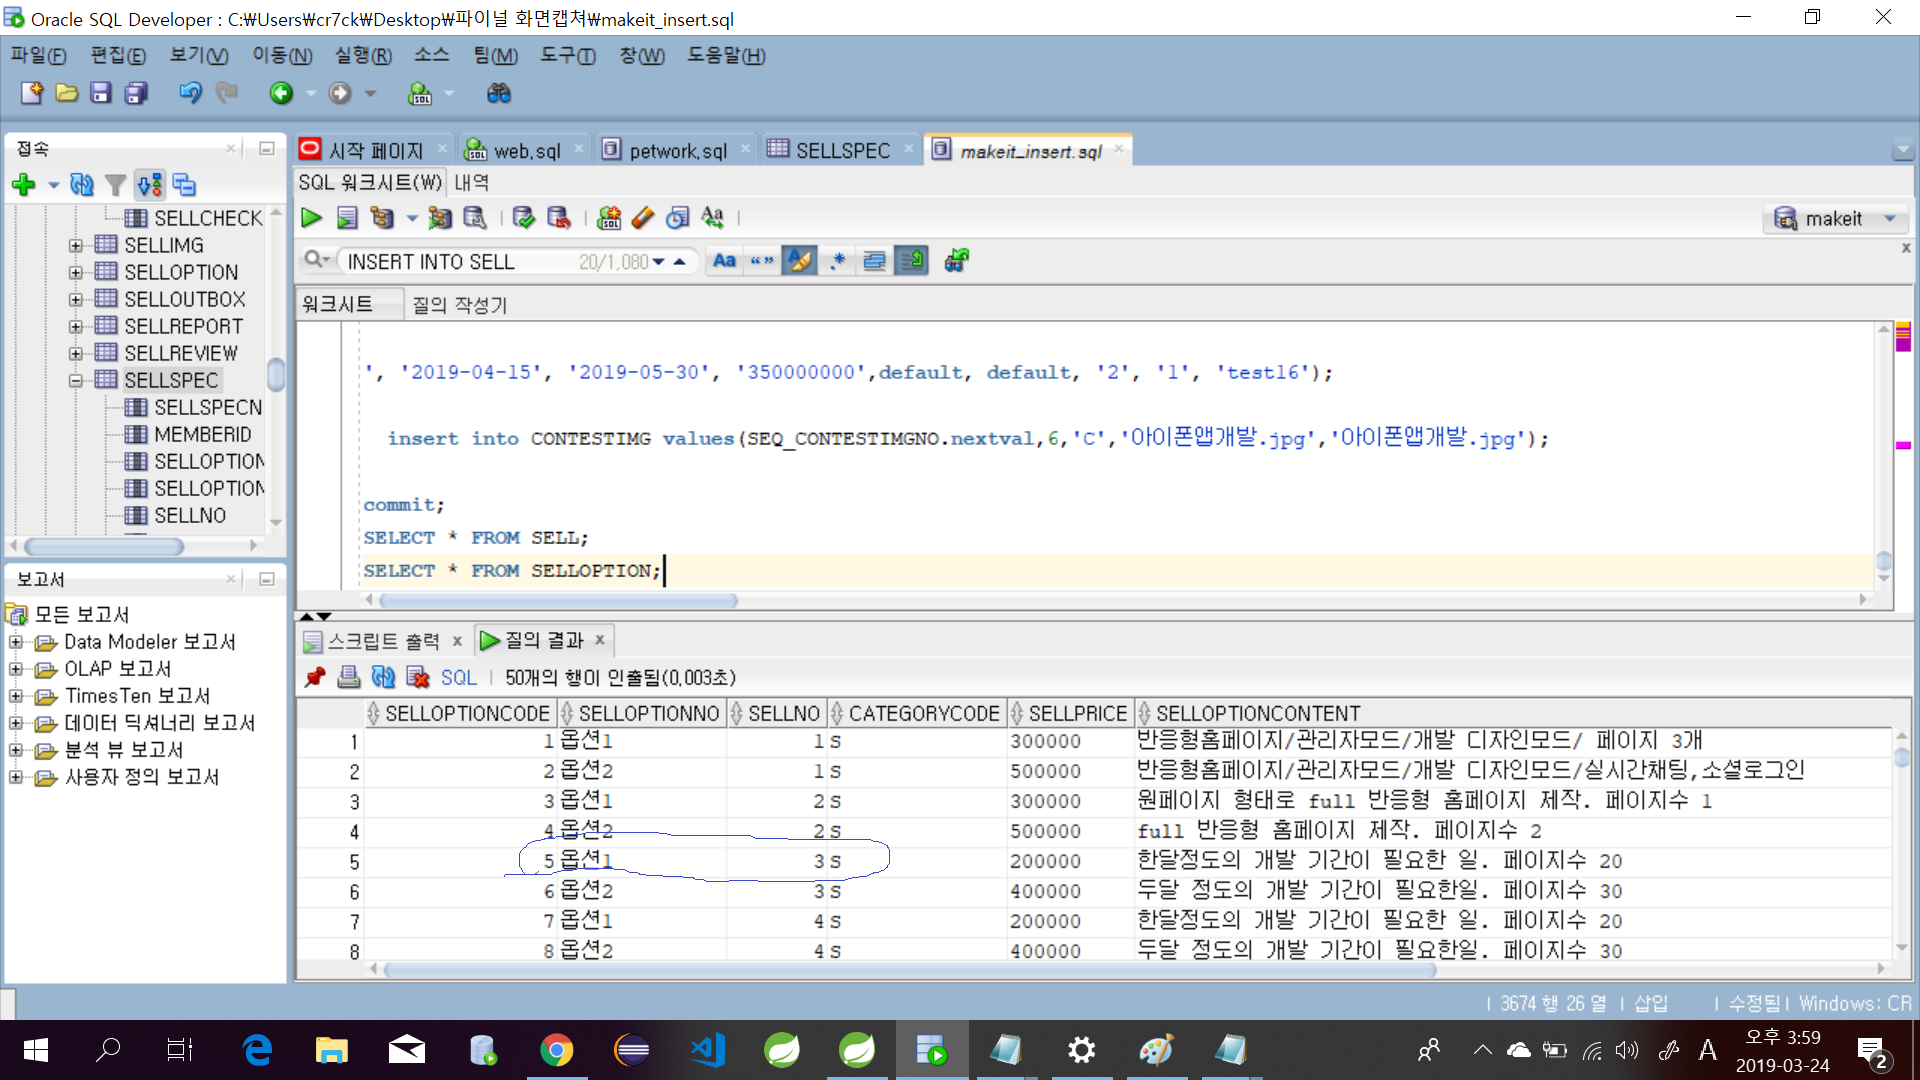 Oracle SQL Developer : C:₩Users₩cr7ck₩Desktop₩파이널 화면캡쳐₩makeit_insert.sql
파일(F) 편집(E) 보기(V) 이동(N) 실행(R) 소스 팀(M) 도구(T) 창(W) 도움말(H)
접속
시작 페이지 web.sql petwork.sql SELLSPEC makeit_insert.sql
SQL 워크시트(W) 내역
makeit
INSERT INTO SELL 20/1,080
Aa
워크시트 질의 작성기
SELLCHECK
SELLIMG
SELLOPTION
SELLOUTBOX
SELLREPORT
SELLREVIEW
SELLSPEC
SELLSPECN
MEMBERID
SELLOPTION
SELLOPTION
SELLNO
', '2019-04-15', '2019-05-30', '350000000',default, default, '2', '1', 'test16');
insert into CONTESTIMG values(SEQ_CONTESTIMGNO.nextval,6,'C','아이폰앱개발.jpg','아이폰앱개발.jpg');
commit;
SELECT * FROM SELL;
SELECT * FROM SELLOPTION;
보고서
모든 보고서
Data Modeler 보고서
OLAP 보고서
TimesTen 보고서
데이터 딕셔너리 보고서
분석 뷰 보고서
사용자 정의 보고서
스크립트 출력 질의 결과
SQL 50개의 행이 인출됨(0,003초)
SELLOPTIONCODE SELLOPTIONNO SELLNO CATEGORYCODE SELLPRICE SELLOPTIONCONTENT
1 1 옵션1 1 S 300000 반응형홈페이지/관리자모드/개발 디자인모드/ 페이지 3개
2 2 옵션2 1 S 500000 반응형홈페이지/관리자모드/개발 디자인모드/실시간채팅,소셜로그인
3 3 옵션1 2 S 300000 원페이지 형태로 full 반응형 홈페이지 제작. 페이지수 1
4 4 옵션2 2 S 500000 full 반응형 홈페이지 제작. 페이지수 2
5 5 옵션1 3 S 200000 한달정도의 개발 기간이 필요한 일. 페이지수 20
6 6 옵션2 3 S 400000 두달 정도의 개발 기간이 필요한일. 페이지수 30
7 7 옵션1 4 S 200000 한달정도의 개발 기간이 필요한 일. 페이지수 20
8 8 옵션2 4 S 400000 두달 정도의 개발 기간이 필요한일. 페이지수 30
3674 행 26 열 | 삽입 | 수정됨 | Windows: CR
A 오후 3:59
2019-03-24
2